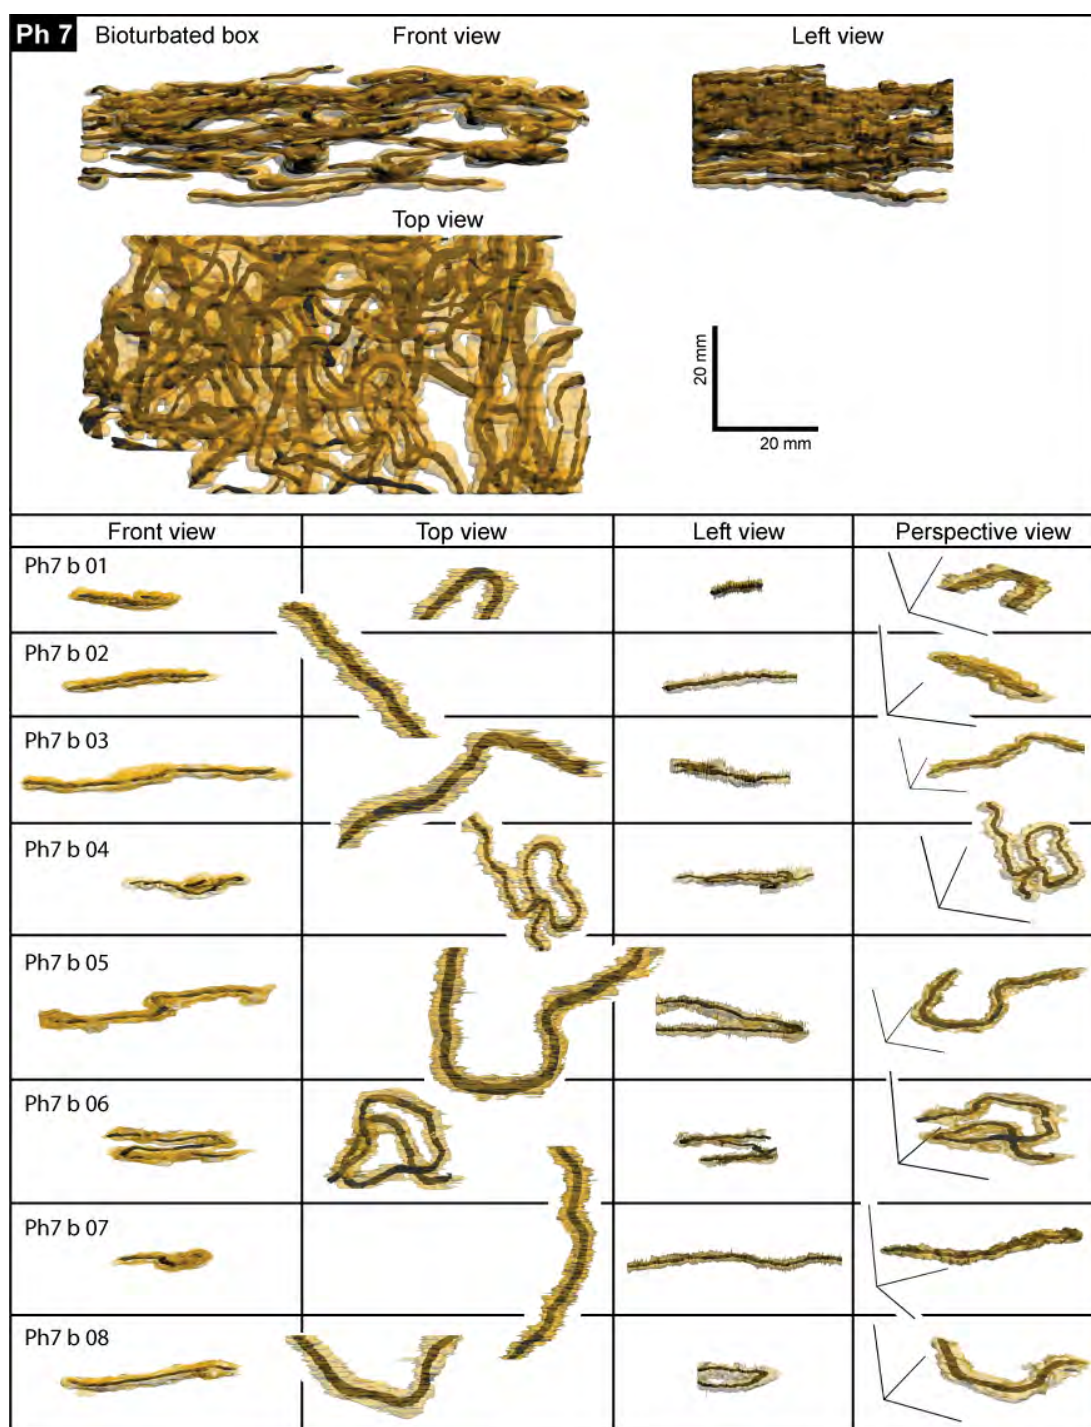 Ph 7 Bioturbated box Front view Left view
Top view
20 mm
20 mm
Front view Top view Left view Perspective view
Ph7 b 01
Ph7 b 02
Ph7 b 03
Ph7 b 04
Ph7 b 05
Ph7 b 06
Ph7 b 07
Ph7 b 08